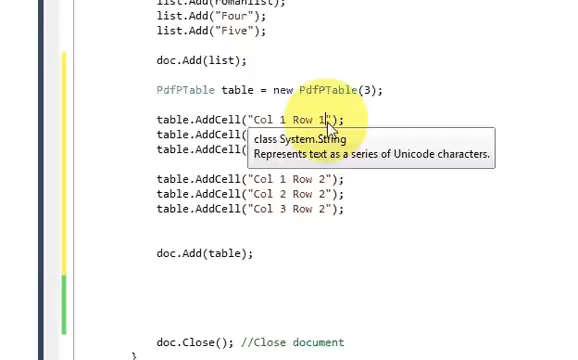 list.Add(romanlist);
list.Add("Four");
list.Add("Five");
doc.Add(list);
PdfPTable table = new PdfPTable(3);
table.AddCell("Col 1 Row 1");
table.AddCell(
class System.String
table.AddCell(
Represents text as a series of Unicode characters.
table.AddCell("Col 1 Row 2");
table.AddCell("Col 2 Row 2");
table.AddCell("Col 3 Row 2");
doc.Add(table);
doc.Close(); //Close document
}